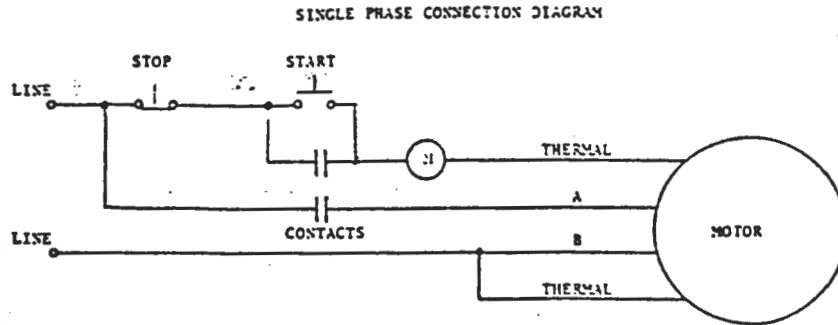 SINGLE PHASE CONNECTION DIAGRAM
STOP
START
LINE
M
THERMAL
A
CONTACTS
LINE
B
MOTOR
THERMAL